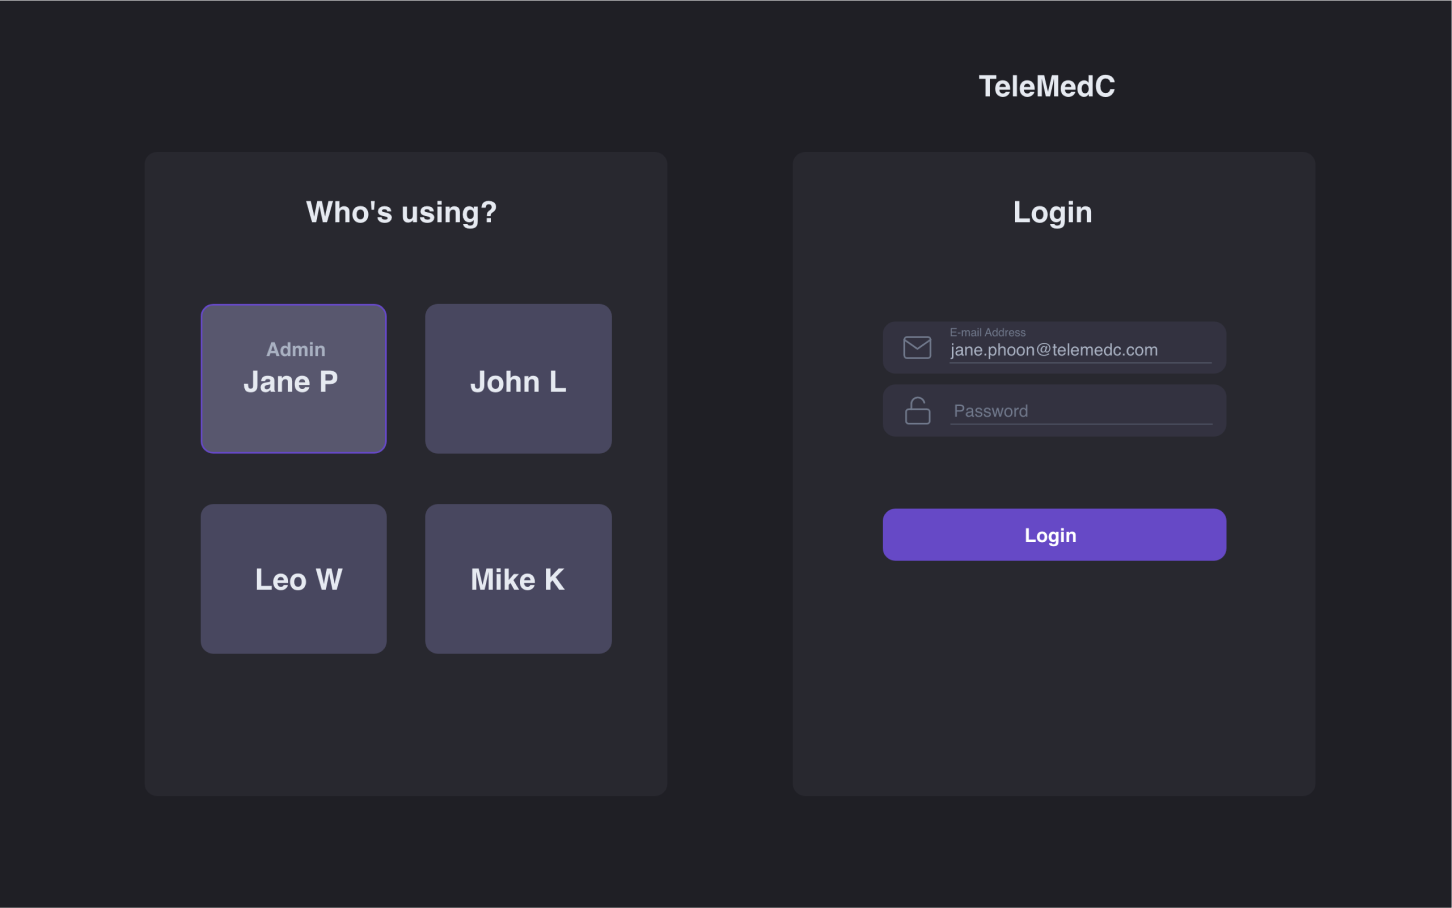 TeleMedC
Who's using?
Admin
Jane P
John L
Leo W
Mike K
Login
E-mail Address
jane.phoon@telemedc.com
Password
Login